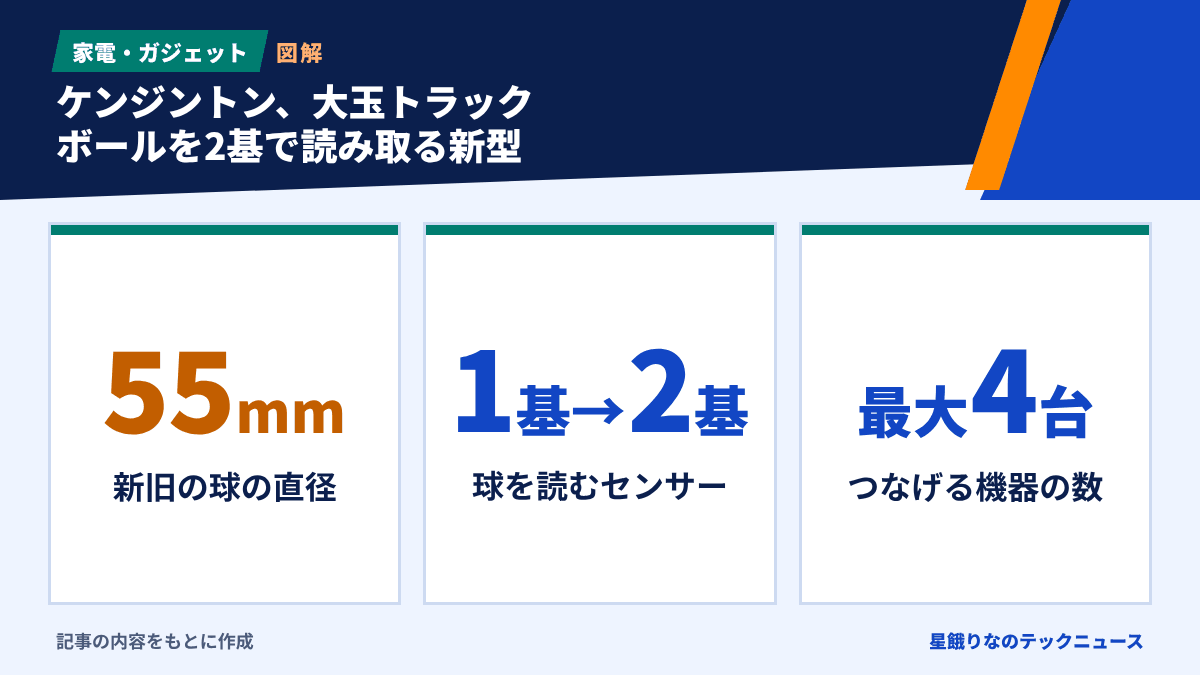 家電・ガジェット 図解
ケンジントン、大玉トラック
ボールを2基で読み取る新型
55mm
新旧の球の直径
1基→2基
球を読むセンサー
最大4台
つなげる機器の数
記事の内容をもとに作成
星餓りなのテックニュース